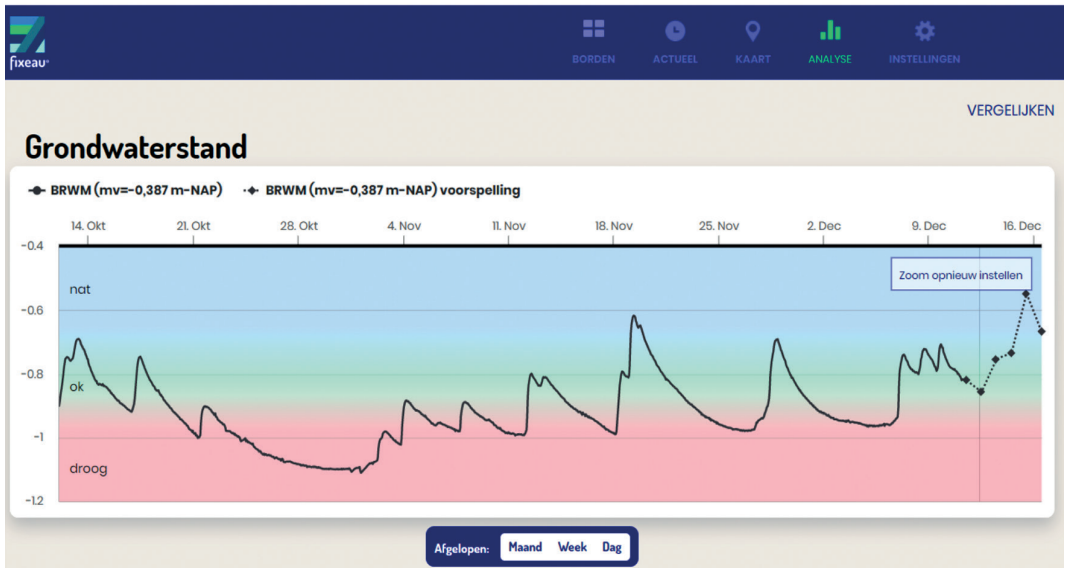 fixeau
BORDEN ACTUEEL KAART ANALYSE INSTELLINGEN
VERGELIJKEN
Grondwaterstand
BRWM (mv=-0,387 m-NAP) BRWM (mv=-0,387 m-NAP) voorspelling
14. Okt 21. Okt 28. Okt 4. Nov 11. Nov 18. Nov 25. Nov 2. Dec 9. Dec 16. Dec
-0.4
Zoom opnieuw instellen
nat
-0.6
-0.8
ok
-1
droog
-1.2
Afgelopen: Maand Week Dag